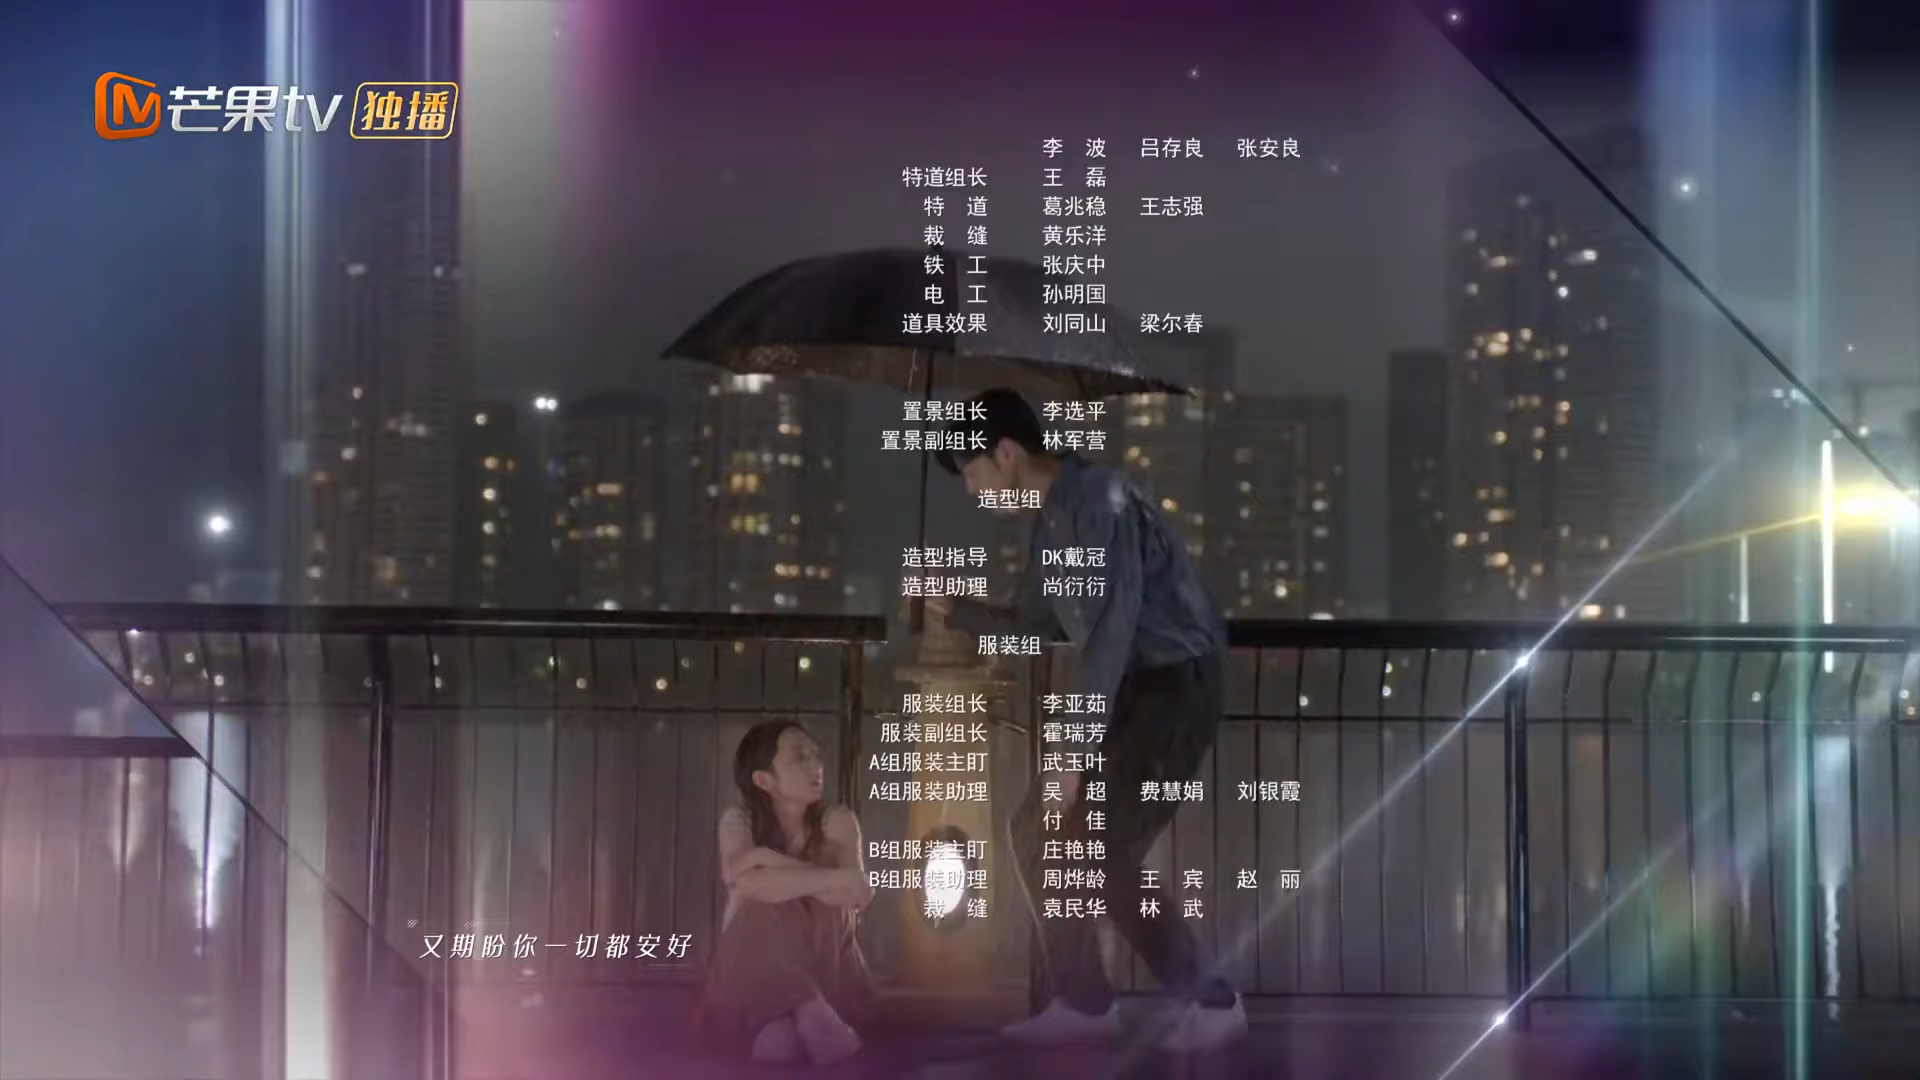 芒果tv 独播
李 波 吕存良 张安良
特道组长 王 磊
特 道 葛兆稳 王志强
裁 缝 黄乐洋
铁 工 张庆中
电 工 孙明国
道具效果 刘同山 梁尔春
置景组长 李选平
置景副组长 林军营
造型组
造型指导 DK戴冠
造型助理 尚衍衍
服装组
服装组长 李亚茹
服装副组长 霍瑞芳
A组服装主盯 武玉叶
A组服装助理 吴 超 费慧娟 刘银霞
付 佳
B组服装主盯 庄艳艳
B组服装助理 周烨龄 王 宾 赵 丽
裁 缝 袁民华 林 武
又期盼你一切都安好